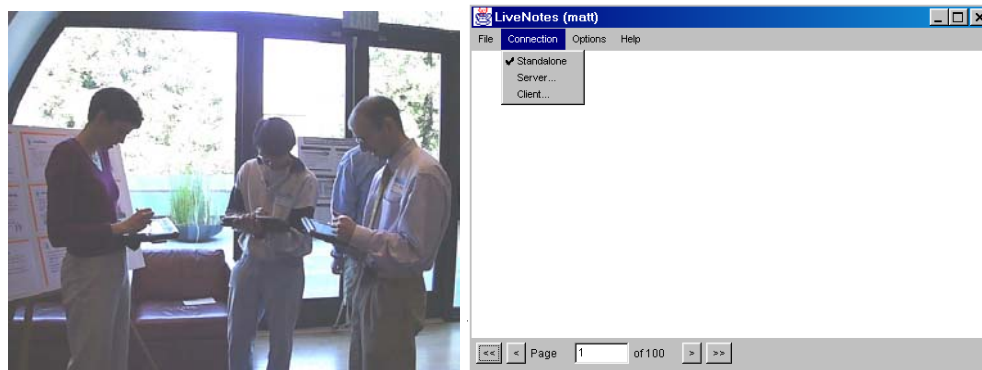 LiveNotes (matt)
File Connection Options Help
Standalone
Server...
Client...
<< < Page 1 of 100 > >>